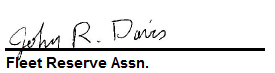 John R. Davis
Fleet Reserve Assn.